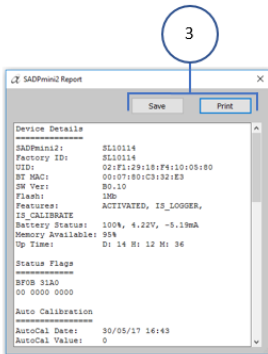 3
SADPmini2 Report
Save Print
Device Details
==============
SADPmini2: SL10114
Factory ID: SL10114
UID: 02:F1:29:18:F4:10:05:80
BT MAC: 00:07:80:C3:32:E3
SW Ver: B0.10
Flash: 1Mb
Features: ACTIVATED, IS_LOGGER,
IS_CALIBRATE
Battery Status: 100%, 4.22V, -5.19mA
Memory Available: 95%
Up Time: D: 14 H: 12 M: 36
Status Flags
============
BF0B 31A0
00 0000 0000
Auto Calibration
================
AutoCal Date: 30/05/17 16:43
AutoCal Value: 0